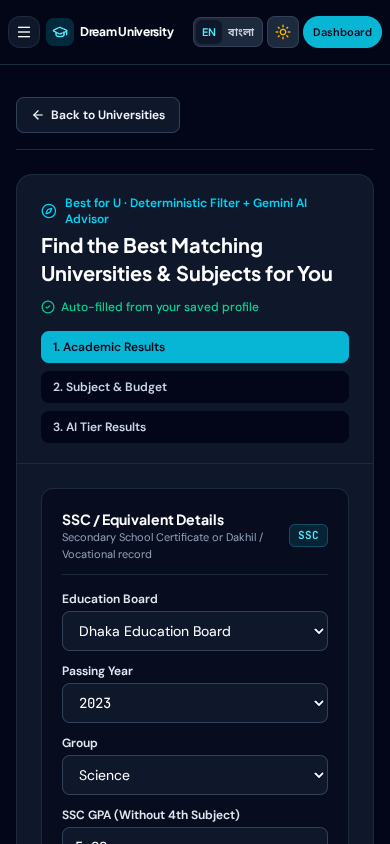 Dream University
EN
বাংলা
Dashboard
Back to Universities
Best for U · Deterministic Filter + Gemini AI
Advisor
Find the Best Matching
Universities & Subjects for You
Auto-filled from your saved profile
1. Academic Results
2. Subject & Budget
3. AI Tier Results
SSC / Equivalent Details
Secondary School Certificate or Dakhil /
Vocational record
SSC
Education Board
Dhaka Education Board
Passing Year
2023
Group
Science
SSC GPA (Without 4th Subject)